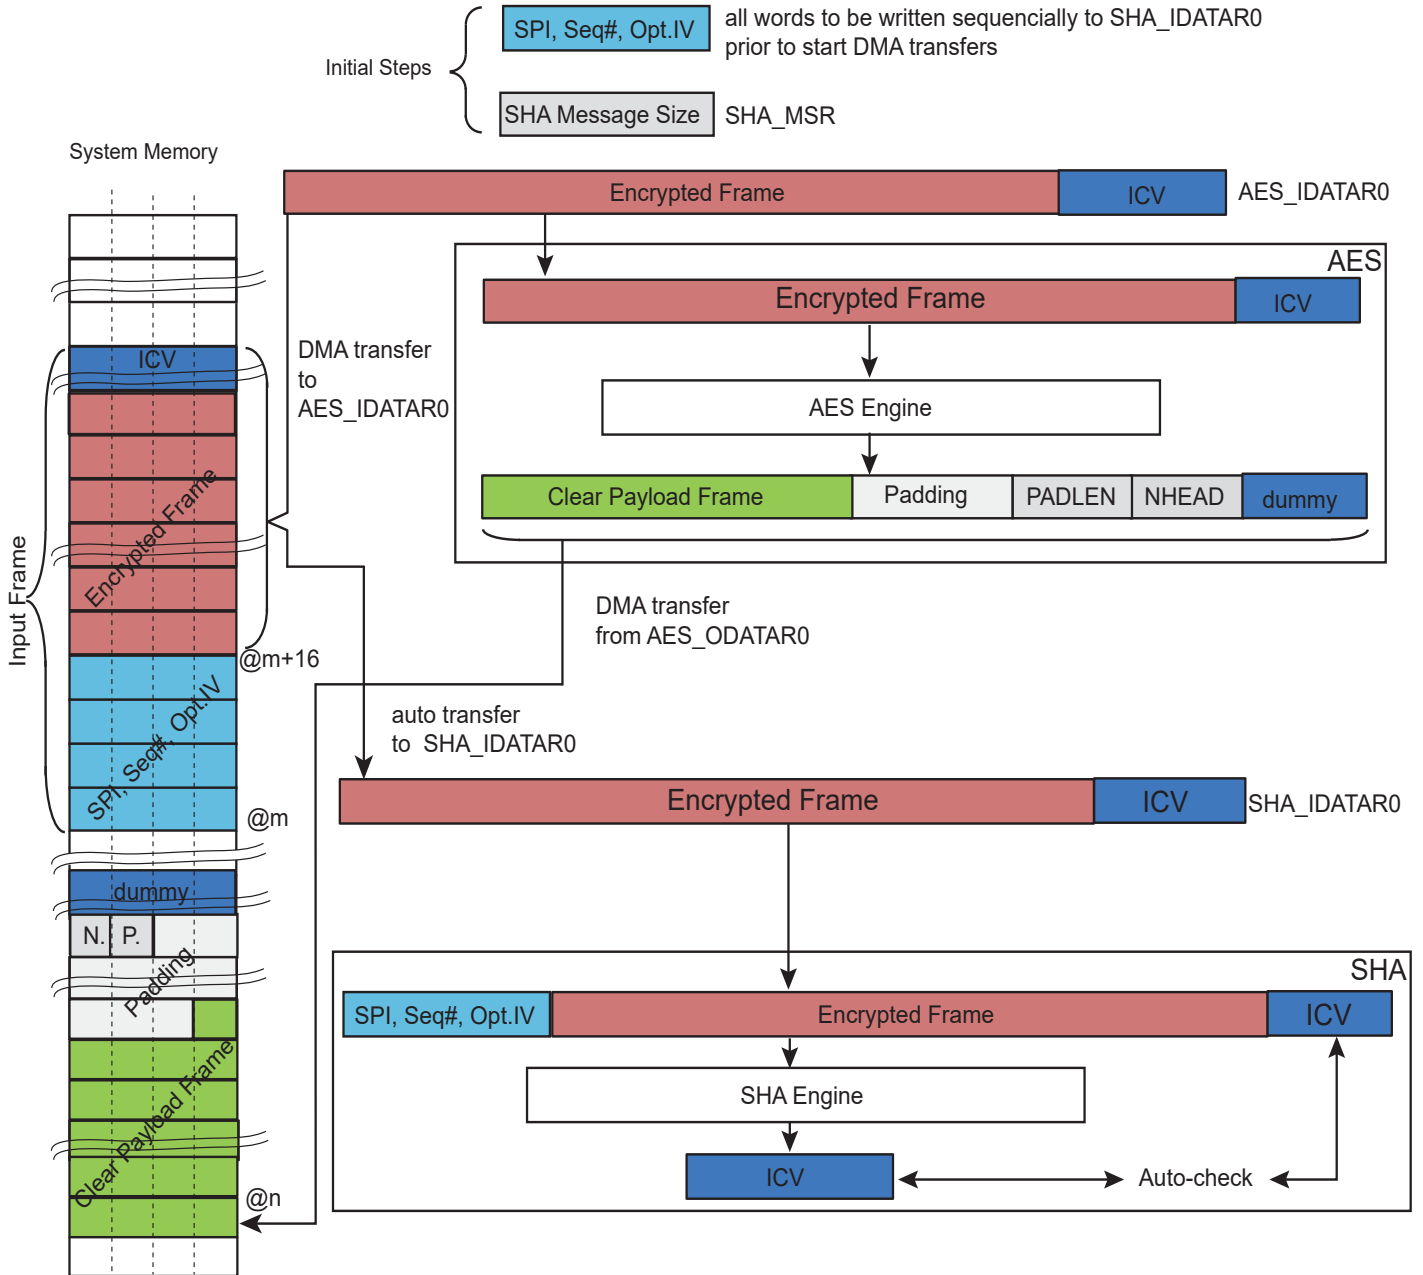 SPI, Seq#, Opt.IV
all words to be written sequencially to SHA_IDATAR0
prior to start DMA transfers
Initial Steps
SHA Message Size
SHA_MSR
System Memory
Encrypted Frame
ICV
AES_IDATAR0
AES
Encrypted Frame
ICV
ICV
DMA transfer
to
AES_IDATAR0
AES Engine
Clear Payload Frame
Padding
PADLEN
NHEAD
dummy
Encrypted Frame
Input Frame
DMA transfer
from AES_ODATAR0
@m+16
SPI, Seq#, Opt.IV
auto transfer
to SHA_IDATAR0
@m
Encrypted Frame
ICV
SHA_IDATAR0
dummy
N.
P.
Padding
SHA
SPI, Seq#, Opt.IV
Encrypted Frame
ICV
Clear Payload Frame
SHA Engine
ICV
Auto-check
@n